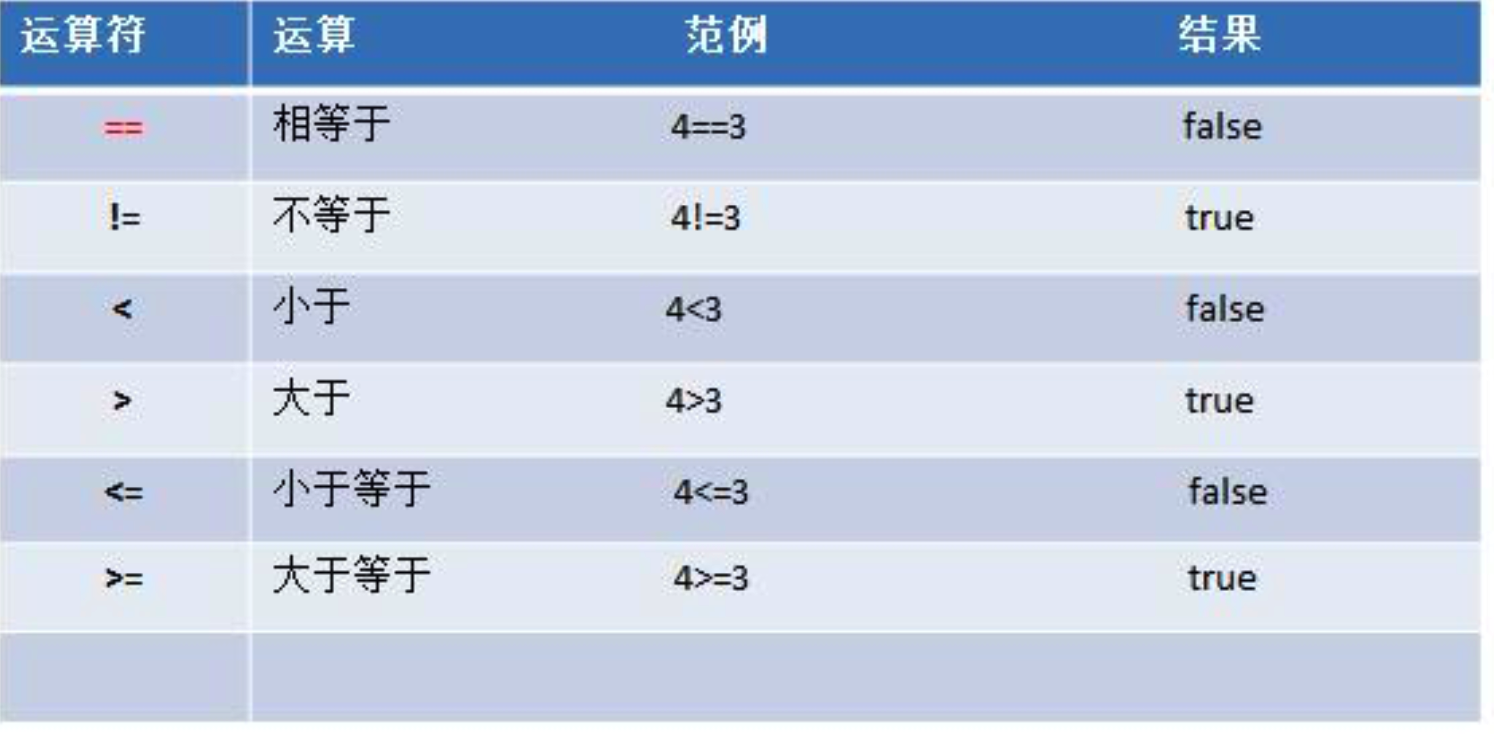 运算符 运算 范例 结果
== 相等于 4==3 false
!= 不等于 4!=3 true
< 小于 4<3 false
> 大于 4>3 true
<= 小于等于 4<=3 false
>= 大于等于 4>=3 true